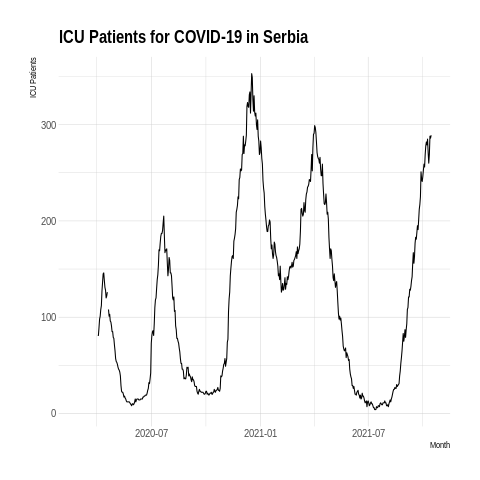 ICU Patients for COVID-19 in Serbia
ICU Patients
300
200
100
0
2020-07
2021-01
2021-07
Month